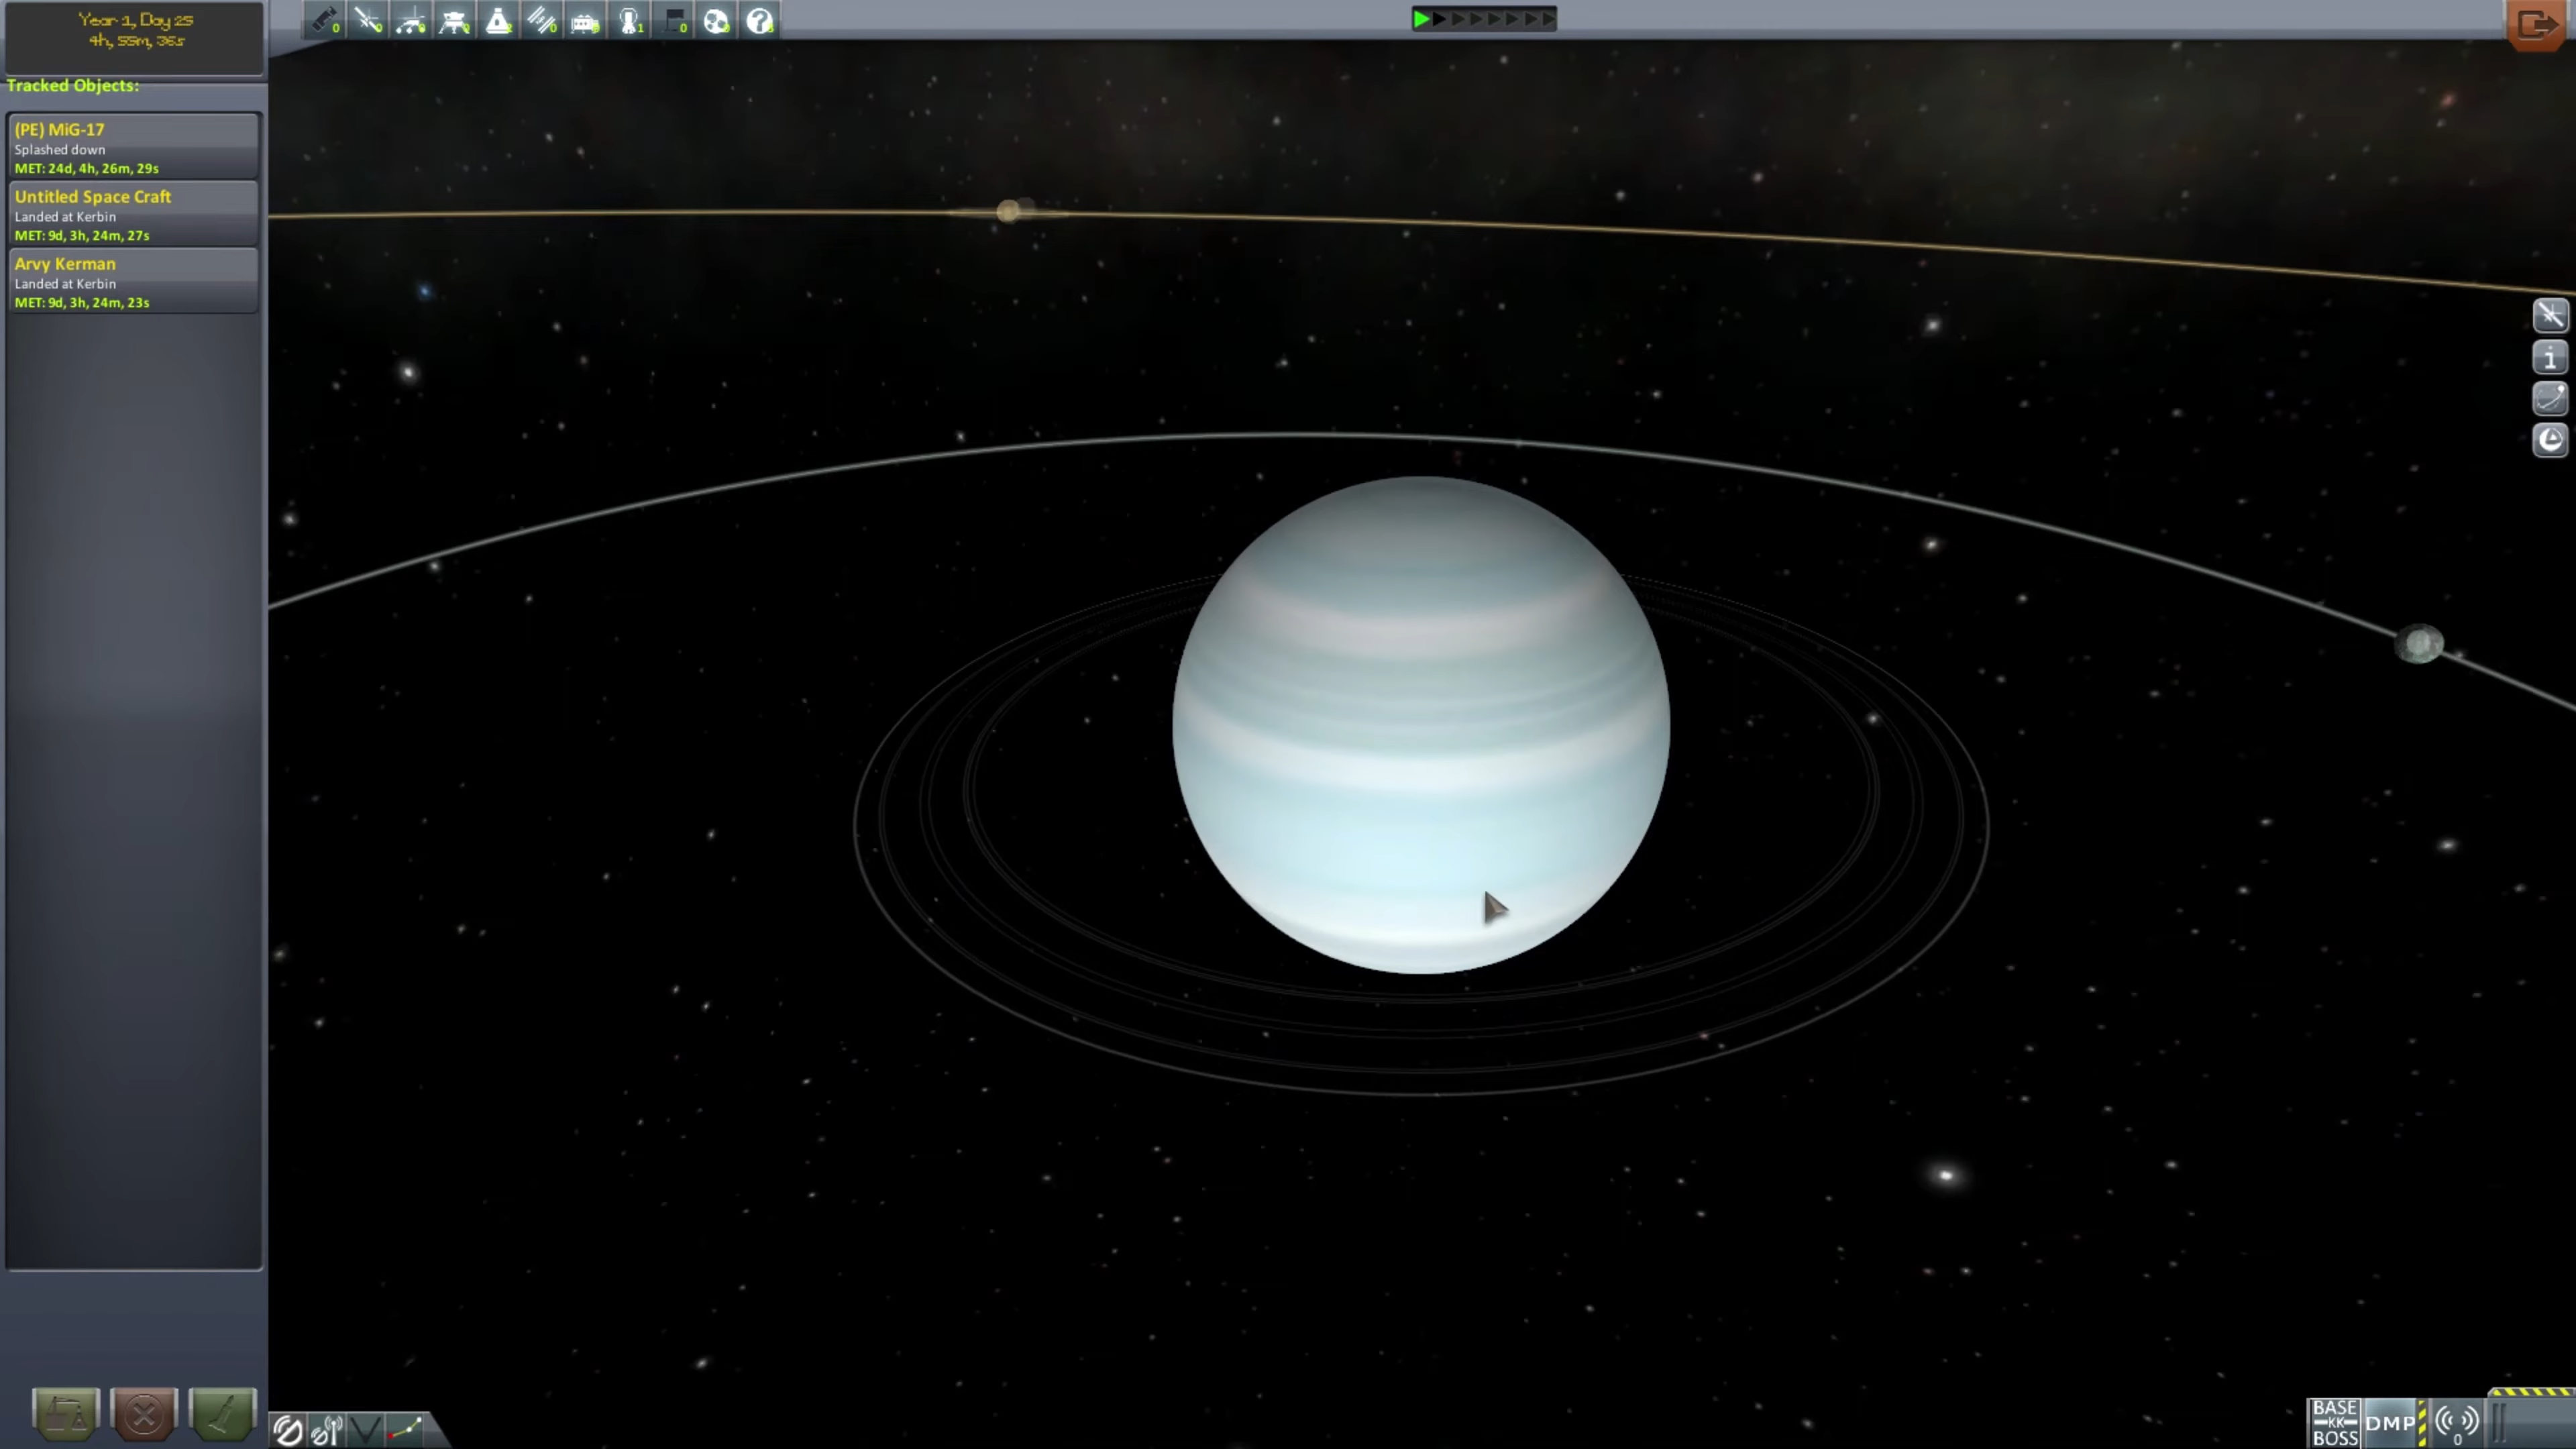 Year 1, Day 25
4h, 55m, 36s
Tracked Objects:
(PE) MiG-17
Splashed down
MET: 24d, 4h, 26m, 29s
Untitled Space Craft
Landed at Kerbin
MET: 9d, 3h, 24m, 27s
Arvy Kerman
Landed at Kerbin
MET: 9d, 3h, 24m, 23s
BASE
KK
BOSS
DMP
0